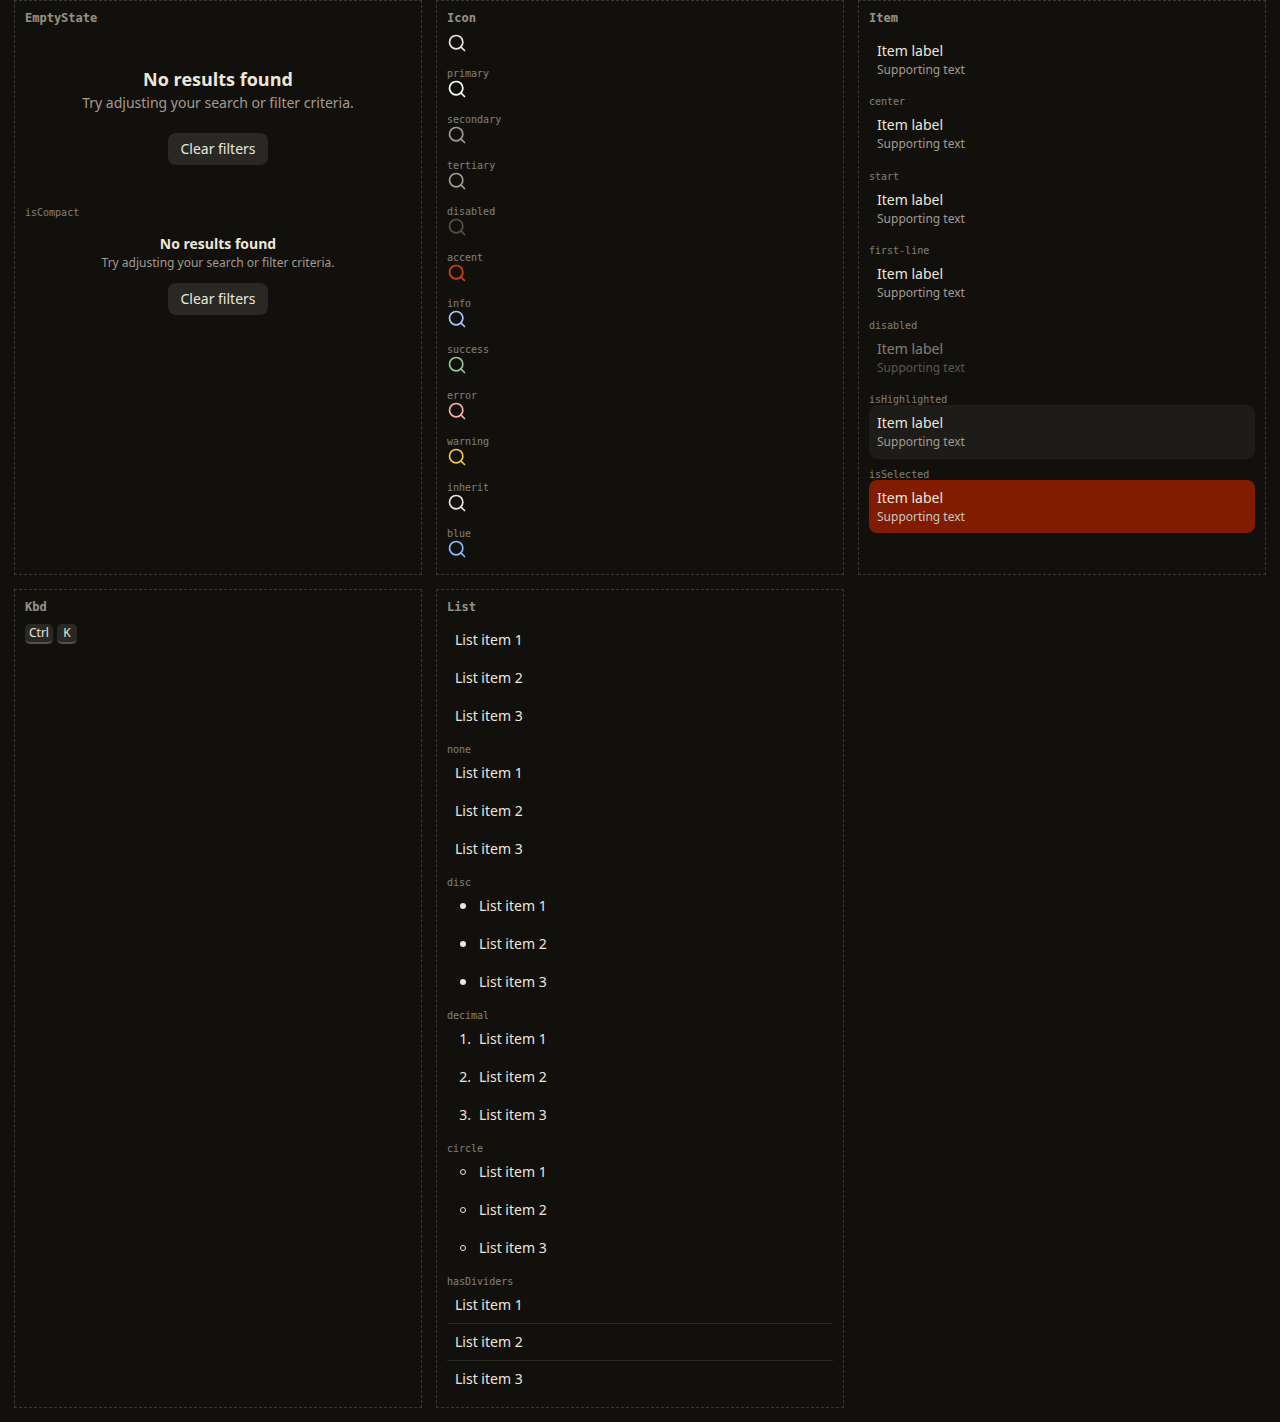 EmptyState
No results found
Try adjusting your search or filter criteria.
Clear filters
isCompact
No results found
Try adjusting your search or filter criteria.
Clear filters
Icon
primary
secondary
tertiary
disabled
accent
info
success
error
warning
inherit
blue
Item
Item label
Supporting text
center
Item label
Supporting text
start
Item label
Supporting text
first-line
Item label
Supporting text
disabled
Item label
Supporting text
isHighlighted
Item label
Supporting text
isSelected
Item label
Supporting text
Kbd
Ctrl K
List
List item 1
List item 2
List item 3
none
List item 1
List item 2
List item 3
disc
List item 1
List item 2
List item 3
decimal
1. List item 1
2. List item 2
3. List item 3
circle
List item 1
List item 2
List item 3
hasDividers
List item 1
List item 2
List item 3